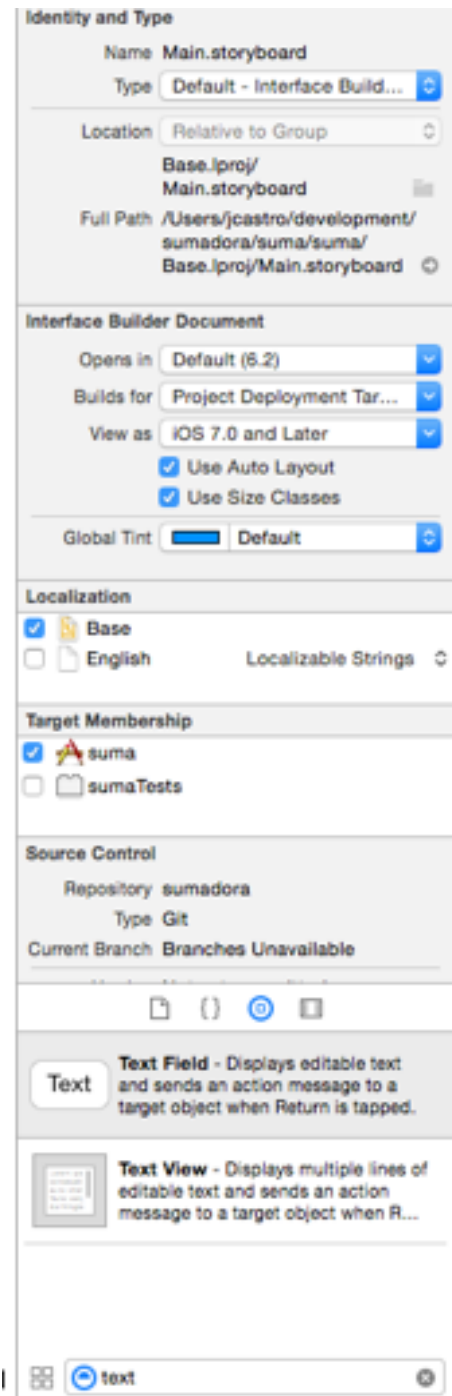 Identity and Type
Name Main.storyboard
Type Default - Interface Build...
Location Relative to Group
Base.lproj/
Main.storyboard
Full Path /Users/jcastro/development/
sumadora/suma/suma/
Base.lproj/Main.storyboard
Interface Builder Document
Opens in Default (6.2)
Builds for Project Deployment Tar...
View as iOS 7.0 and Later
Use Auto Layout
Use Size Classes
Global Tint Default
Localization
Base
English Localizable Strings
Target Membership
suma
sumaTests
Source Control
Repository sumadora
Type Git
Current Branch Branches Unavailable
{}
Text
Text Field - Displays editable text
and sends an action message to a
target object when Return is tapped.
Text View - Displays multiple lines of
editable text and sends an action
message to a target object when R...
text